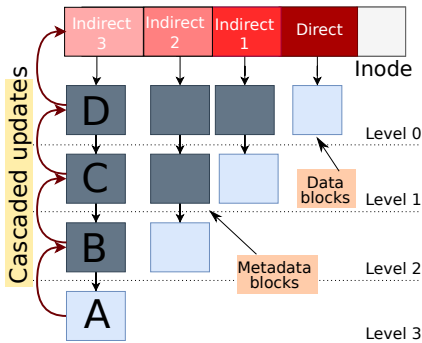 Indirect
3
Indirect
2
Indirect
1
Direct
Inode
Cascaded updates
D
Level 0
C
Data
blocks
Level 1
B
Metadata
blocks
Level 2
A
Level 3